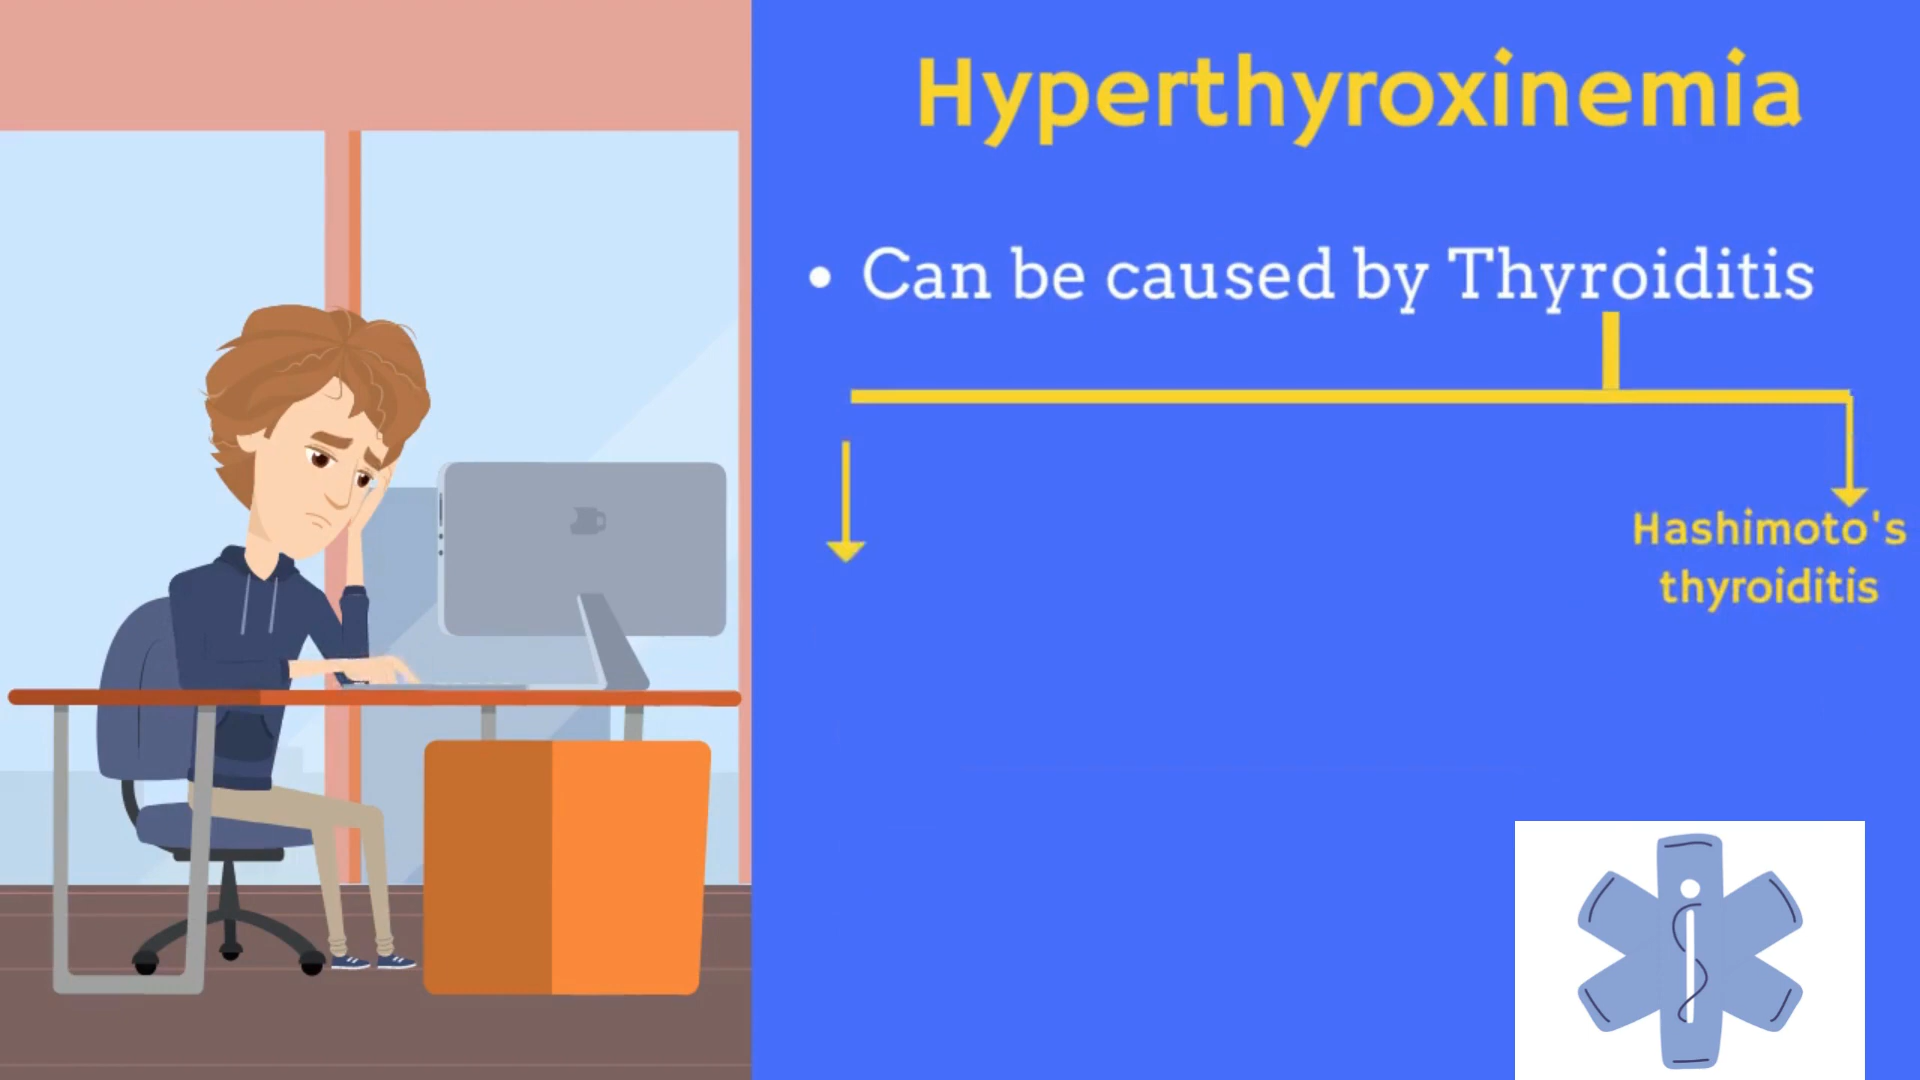 Hyperthyroxinemia
• Can be caused by Thyroiditis
Hashimoto's
thyroiditis